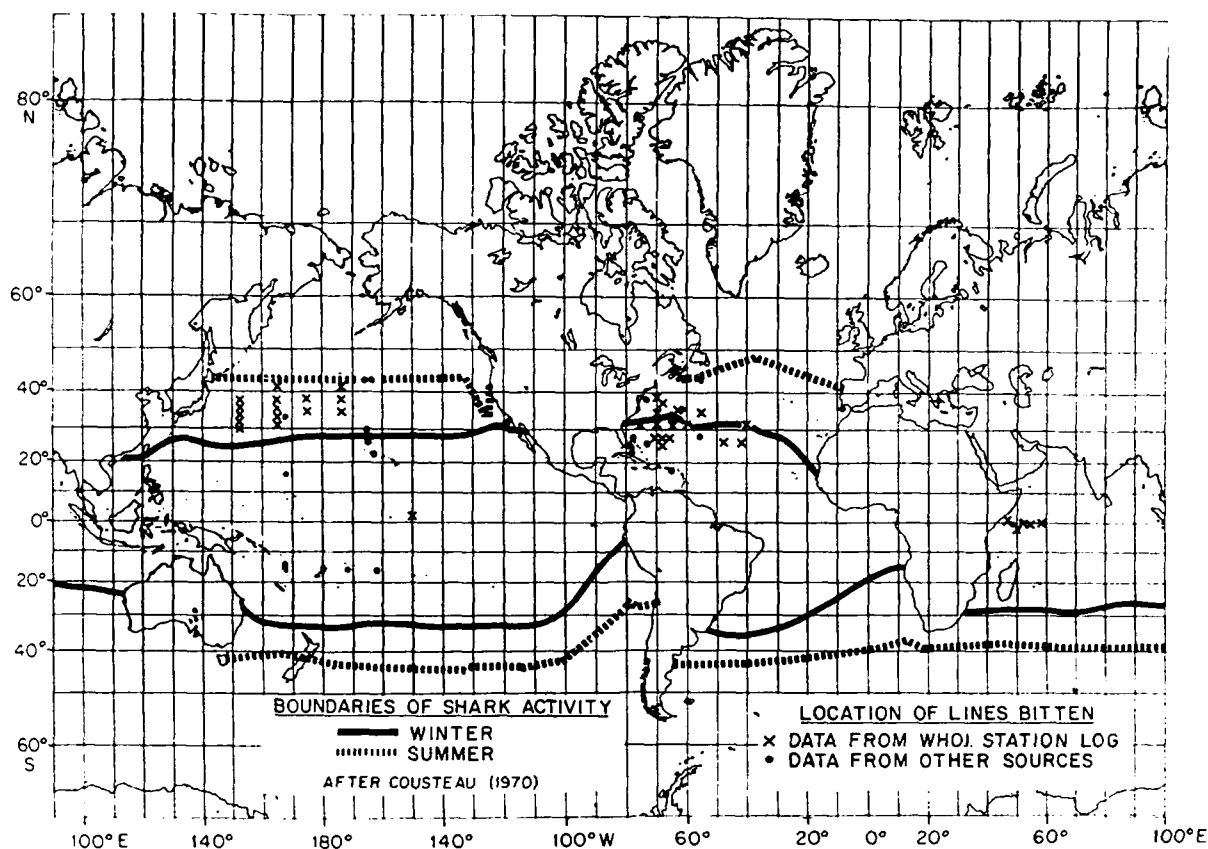 80°
N
60°
40°
20°
0°
20°
40°
60°
S
BOUNDARIES OF SHARK ACTIVITY
WINTER
SUMMER
AFTER COUSTEAU (1970)
LOCATION OF LINES BITTEN
x DATA FROM WHOI. STATION LOG
• DATA FROM OTHER SOURCES
100°E 140° 180° 140° 100°W 60° 20° 0° 20° 60° 100°E